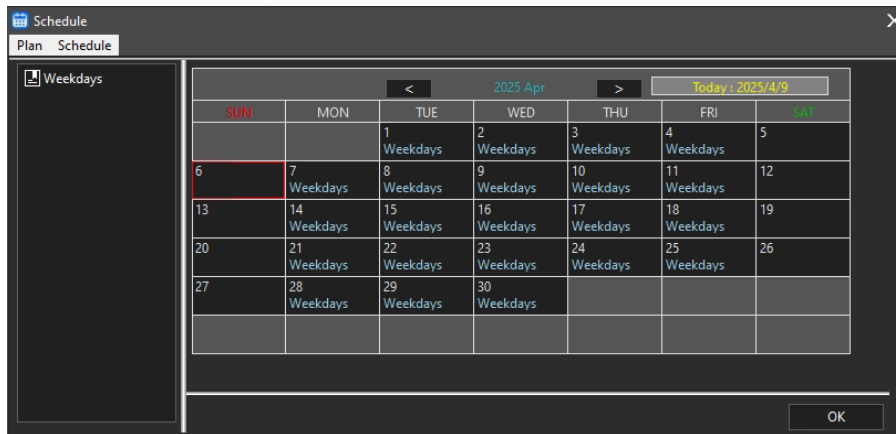 Schedule
Plan Schedule
Weekdays
< 2025 Apr > Today : 2025/4/9
SUN MON TUE WED THU FRI SAT
1 2 3 4 5
Weekdays Weekdays Weekdays Weekdays
6 7 8 9 10 11 12
Weekdays Weekdays Weekdays Weekdays Weekdays
13 14 15 16 17 18 19
Weekdays Weekdays Weekdays Weekdays Weekdays
20 21 22 23 24 25 26
Weekdays Weekdays Weekdays Weekdays Weekdays
27 28 29 30
Weekdays Weekdays Weekdays
OK